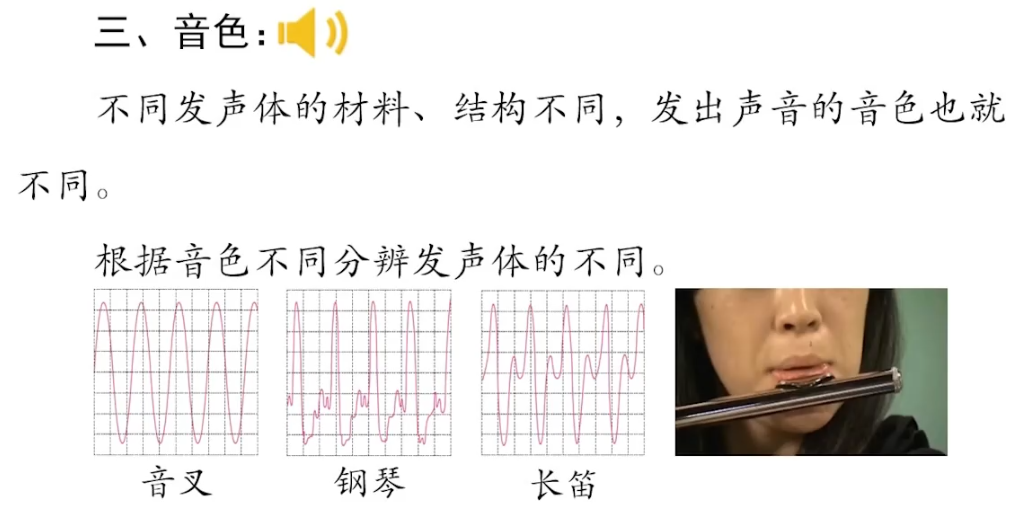 三、音色：
不同发声体的材料、结构不同，发出声音的音色也就
不同。
根据音色不同分辨发声体的不同。
音叉 钢琴 长笛